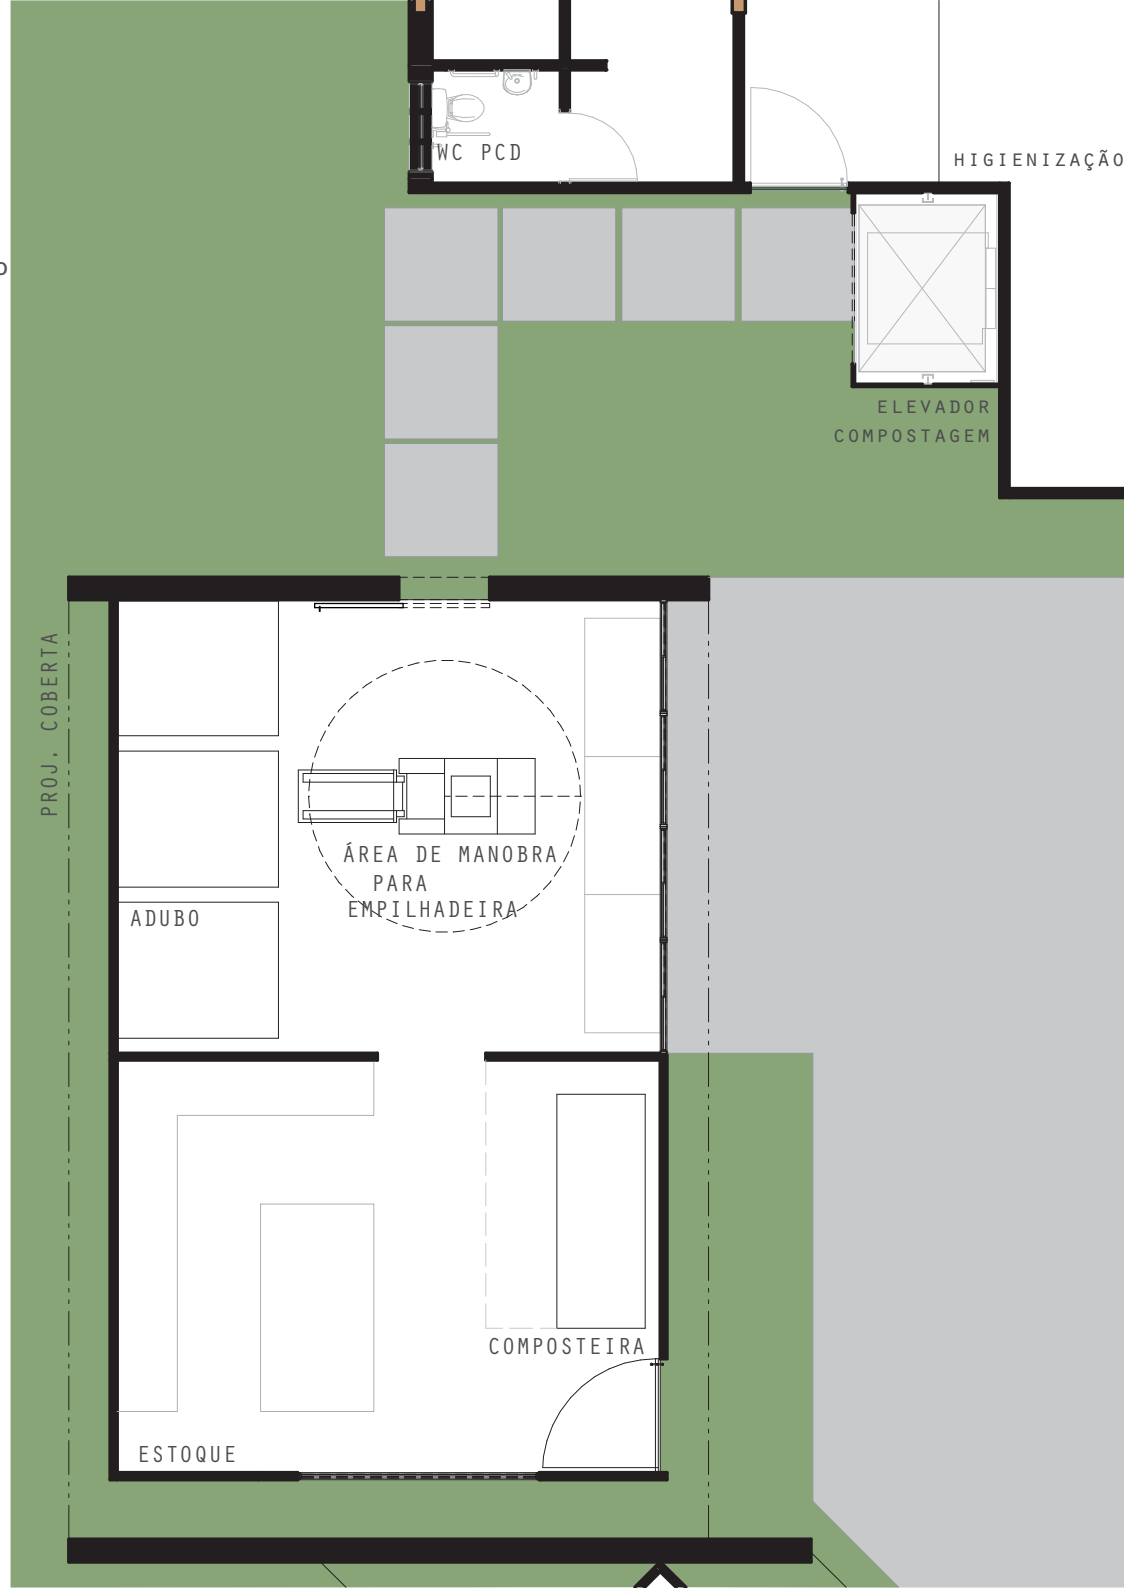 WC PCD
HIGIENIZAÇÃO
O
ELEVADOR
COMPOSTAGEM
PROJ. COBERTA
ÁREA DE MANOBRA
PARA
EMPILHADEIRA
ADUBO
COMPOSTEIRA
ESTOQUE